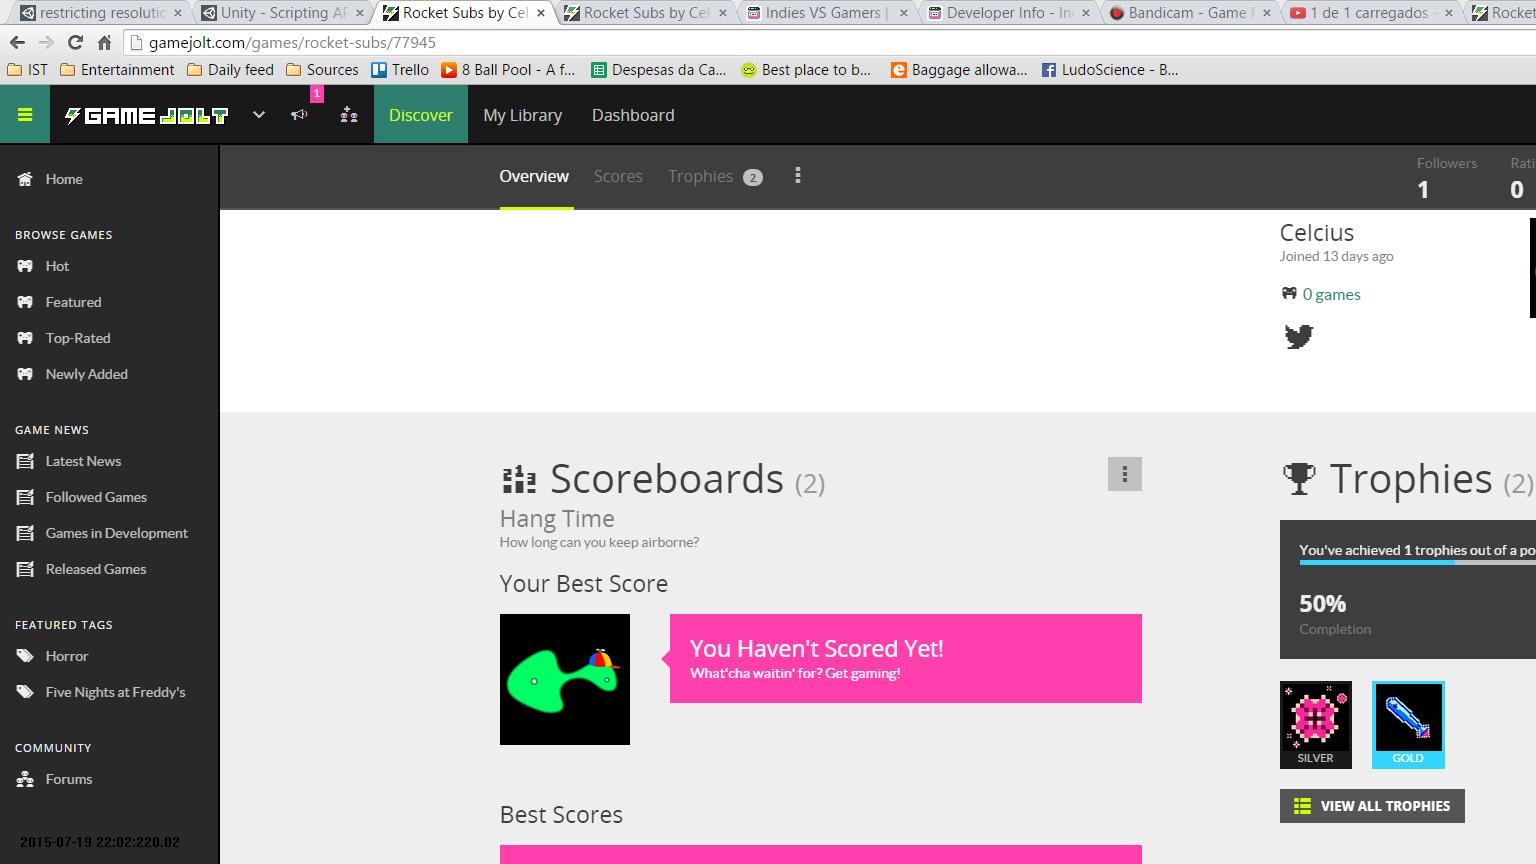 restricting resolutic
Unity - Scripting AP
Rocket Subs by Cel
Rocket Subs by Cel
Indies VS Gamers |
Developer Info - In
Bandicam - Game F
1 de 1 carregados -
Rocket
gamejolt.com/games/rocket-subs/77945
IST
Entertainment
Daily feed
Sources
Trello
8 Ball Pool - A f...
Despesas da Ca...
Best place to b...
Baggage allowa...
LudoScience - B...
GAME JOLT
1
Discover
My Library
Dashboard
Overview
Scores
Trophies 2
Followers
1
Rati
0
Home
BROWSE GAMES
Hot
Featured
Top-Rated
Newly Added
GAME NEWS
Latest News
Followed Games
Games in Development
Released Games
FEATURED TAGS
Horror
Five Nights at Freddy's
COMMUNITY
Forums
2015-07-19 22:02:220.02
Celcius
Joined 13 days ago
0 games
Scoreboards (2)
Hang Time
How long can you keep airborne?
Your Best Score
You Haven't Scored Yet!
What'cha waitin' for? Get gaming!
Best Scores
Trophies (2)
You've achieved 1 trophies out of a po
50%
Completion
SILVER
GOLD
VIEW ALL TROPHIES